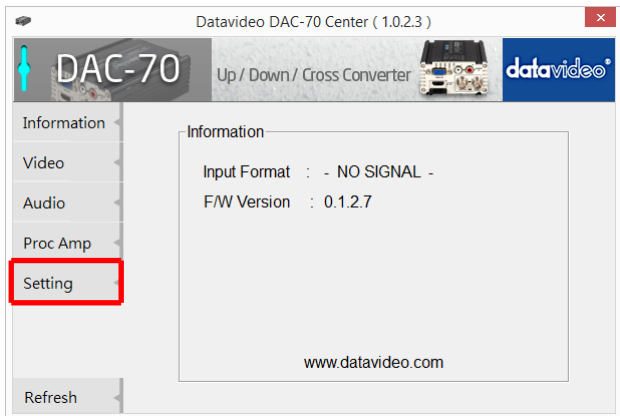 Datavideo DAC-70 Center ( 1.0.2.3 )
DAC-70
Up / Down / Cross Converter
datavideo®
Information
Video
Audio
Proc Amp
Setting
Refresh
Information
Input Format : - NO SIGNAL -
F/W Version : 0.1.2.7
www.datavideo.com